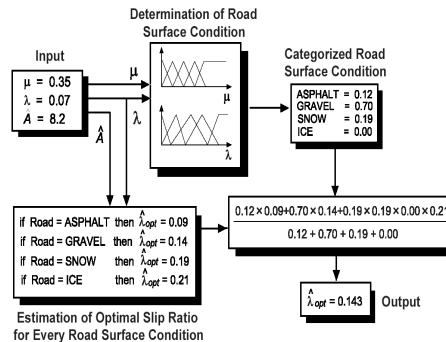 Determination of Road
Surface Condition
Input
μ = 0.35
λ = 0.07
Â = 8.2
μ
λ
Â
μ
λ
Categorized Road
Surface Condition
ASPHALT = 0.12
GRAVEL = 0.70
SNOW = 0.19
ICE = 0.00
if Road = ASPHALT then λ̂opt = 0.09
if Road = GRAVEL then λ̂opt = 0.14
if Road = SNOW then λ̂opt = 0.19
if Road = ICE then λ̂opt = 0.21
0.12×0.09+0.70×0.14+0.19×0.19×0.00×0.21
0.12+0.70+0.19+0.00
λ̂opt = 0.143
Output
Estimation of Optimal Slip Ratio
for Every Road Surface Condition